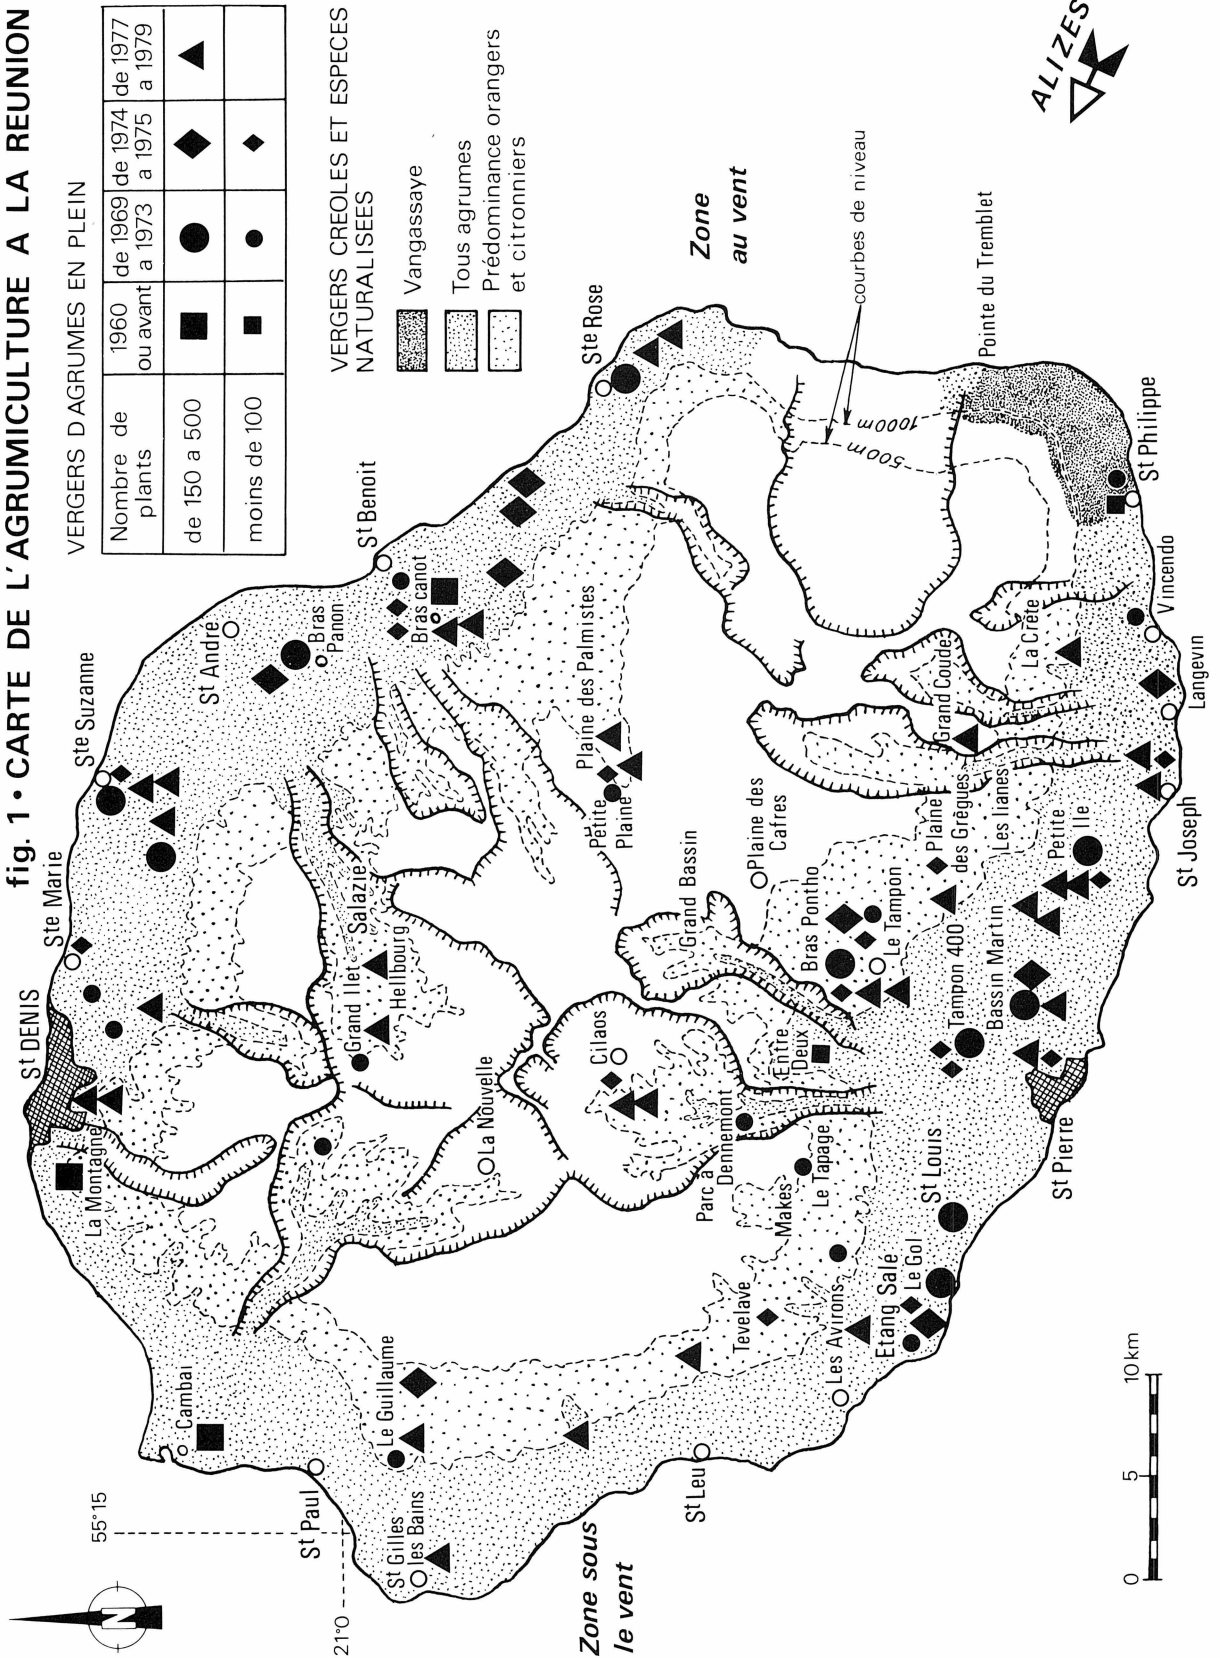 fig. 1 • CARTE DE L'AGRUMICULTURE A LA REUNION
VERGERS D'AGRUMES EN PLEIN
Nombre de
plants
1960
ou avant
de 1969
a 1973
de 1974
a 1975
de 1977
a 1979
de 150 a 500
moins de 100
VERGERS CREOLES ET ESPECES
NATURALISEES
Vangassaye
Tous agrumes
Prédominance orangers
et citronniers
ALIZES
Zone
au vent
courbes de niveau
1000m
500m
Pointe du Tremblet
N
55°15
21°0
St DENIS
Ste Marie
Ste Suzanne
St André
Bras
Panon
St Benoit
Bras canot
Ste Rose
La Montagne
Cambai
St Paul
Le Guillaume
St Gilles
les Bains
Zone sous
le vent
St Leu
Salazie
Grand Ilet
Hellbourg
La Nouvelle
Cilaos
Plaine des Palmistes
Petite
Plaine
Grand Bassin
Plaine des
Cafres
Bras Pontho
Le Tampon
Entre
Deux
Parc à
Dennemont
Makes
Le Tapage
Tevelave
Les Avirons
Etang Sale
Le Gol
St Louis
St Pierre
Tampon 400
Bassin Martin
Plaine
des Grègues
Les lianes
Grand Coude
La Crête
Petite
Ile
St Joseph
Langevin
Vincendo
St Philippe
0
5
10 km